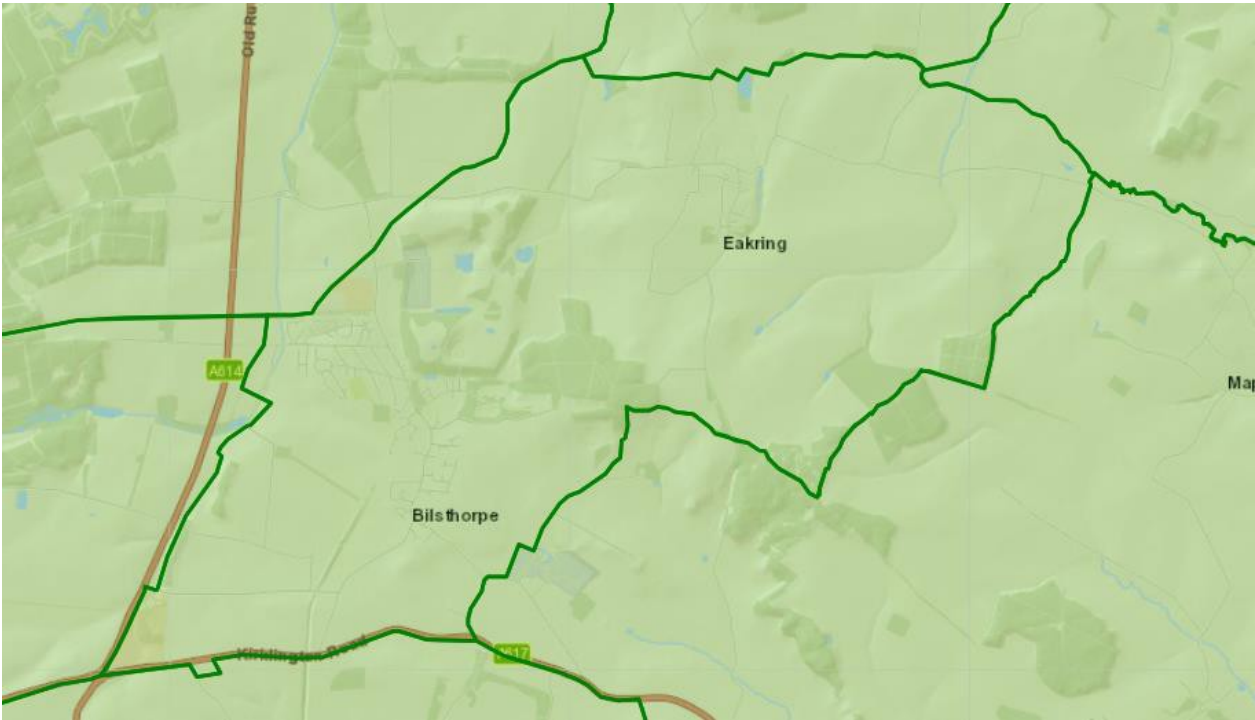 Old Ru
Eakring
A614
Map
Bilsthorpe
Kirklington Road
A617